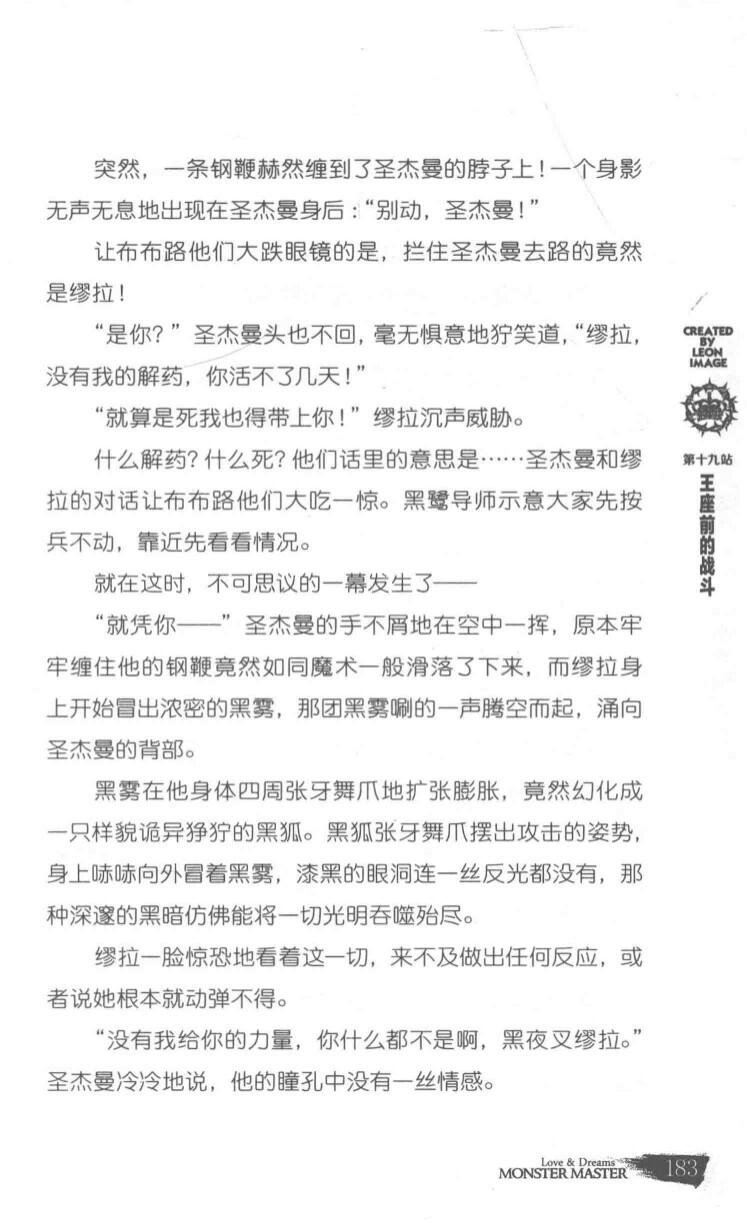 突然，一条钢鞭赫然缠到了圣杰曼的脖子上！一个身影
无声无息地出现在圣杰曼身后：“别动，圣杰曼！”
让布布路他们大跌眼镜的是，拦住圣杰曼去路的竟然
是缪拉！
“是你？”圣杰曼头也不回，毫无惧意地狞笑道，“缪拉，
没有我的解药，你活不了几天！”
“就算是死我也得带上你！”缪拉沉声威胁。
什么解药？什么死？他们话里的意思是……圣杰曼和缪
拉的对话让布布路他们大吃一惊。黑鹭导师示意大家先按
兵不动，靠近先看看情况。
就在这时，不可思议的一幕发生了——
“就凭你——”圣杰曼的手不屑地在空中一挥，原本牢
牢缠住他的钢鞭竟然如同魔术一般滑落了下来，而缪拉身
上开始冒出浓密的黑雾，那团黑雾唰的一声腾空而起，涌向
圣杰曼的背部。
黑雾在他身体四周张牙舞爪地扩张膨胀，竟然幻化成
一只样貌诡异狰狞的黑狐。黑狐张牙舞爪摆出攻击的姿势，
身上哧哧向外冒着黑雾，漆黑的眼洞连一丝反光都没有，那
种深邃的黑暗仿佛能将一切光明吞噬殆尽。
缪拉一脸惊恐地看着这一切，来不及做出任何反应，或
者说她根本就动弹不得。
“没有我给你的力量，你什么都不是啊，黑夜叉缪拉。”
圣杰曼冷冷地说，他的瞳孔中没有一丝情感。
CREATED
BY
LEON
IMAGE
第十九站
王座前的战斗
Love & Dreams
MONSTER MASTER
183